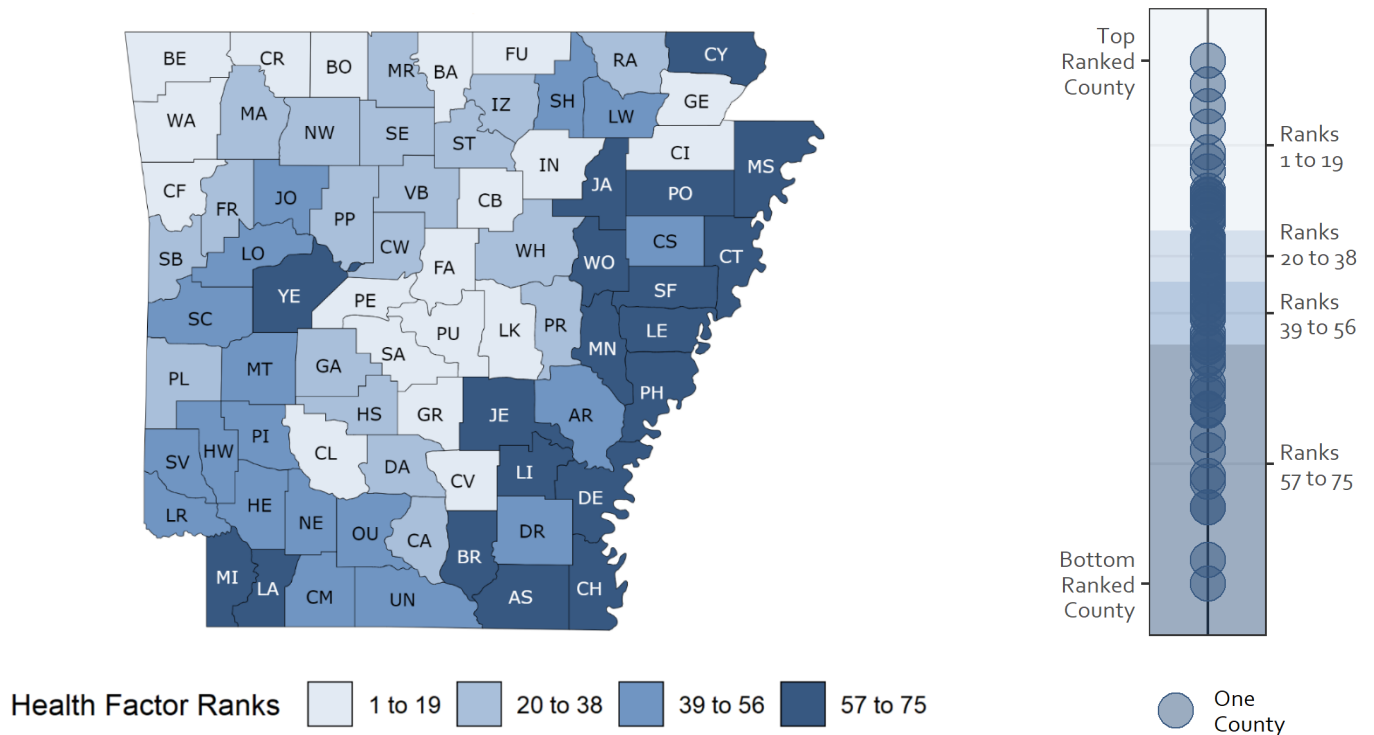 BE
CR
BO
MR
BA
FU
SH
RA
CY
WA
MA
NW
SE
IZ
ST
LW
GE
CF
FR
JO
PP
VB
CB
IN
JA
CI
PO
MS
SB
LO
CW
FA
WH
WO
CS
CT
SC
YE
PE
PU
SA
LK
PR
MN
SF
LE
PL
MT
GA
HS
GR
JE
AR
PH
SV
HW
PI
CL
DA
CV
LI
DE
LR
HE
NE
OU
CA
BR
DR
MI
LA
CM
UN
AS
CH
Health Factor Ranks
1 to 19
20 to 38
39 to 56
57 to 75
Top
Ranked
County
Ranks
1 to 19
Ranks
20 to 38
Ranks
39 to 56
Ranks
57 to 75
Bottom
Ranked
County
One
County